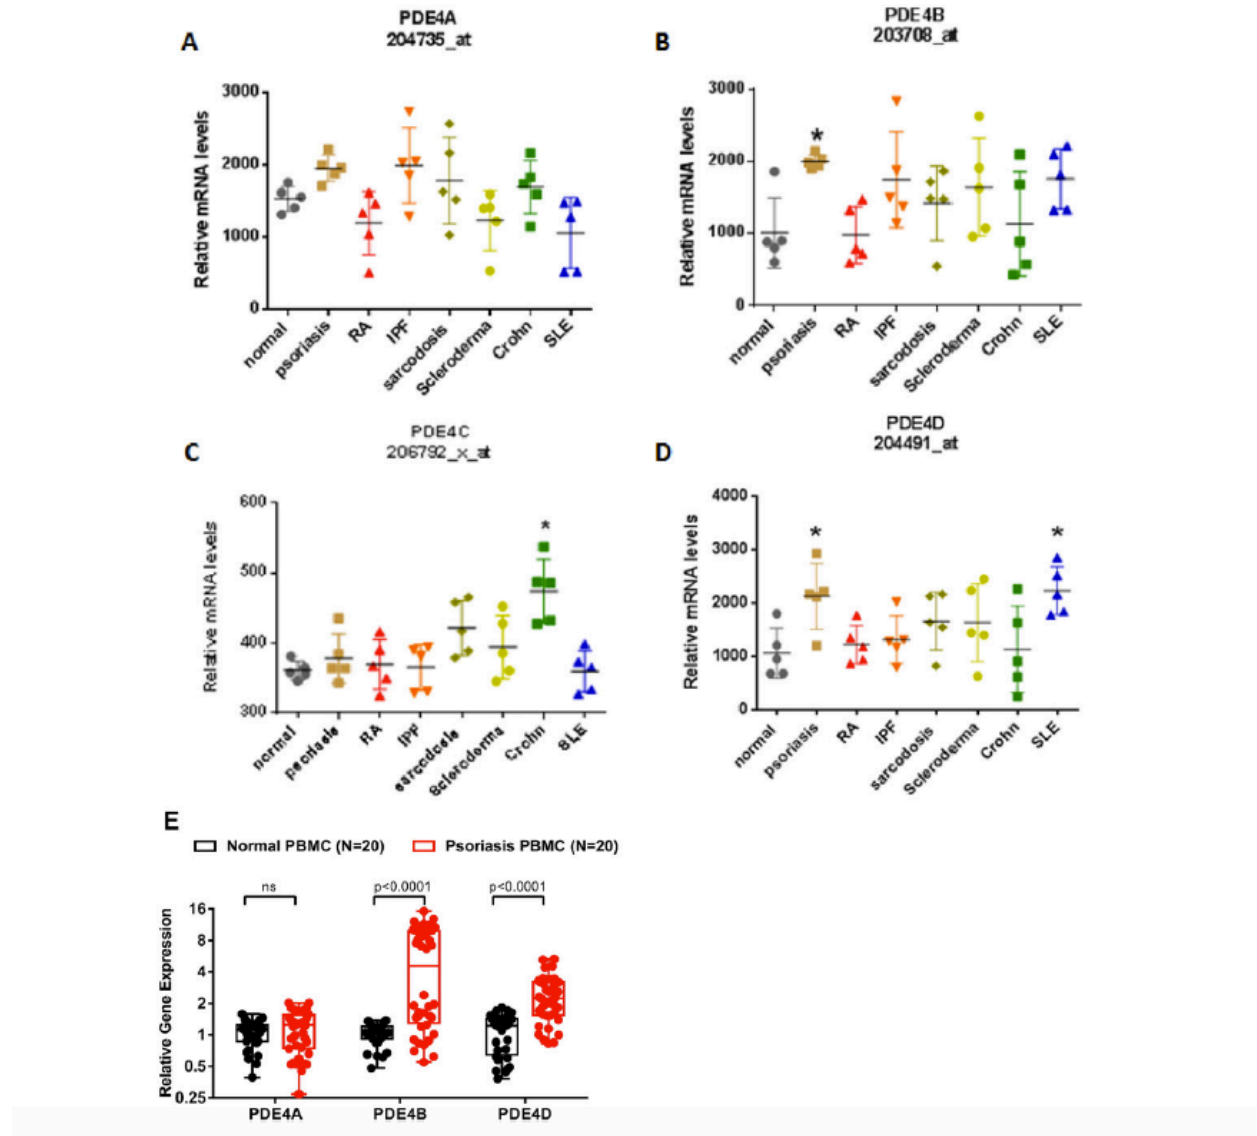 A
PDE4A
204735_at
Relative mRNA levels
3000
2000
1000
0
normal
psoriasis
RA
IPF
sarcodosis
Scleroderma
Crohn
SLE
B
PDE4B
203708_at
Relative mRNA levels
3000
2000
1000
0
*
normal
psoriasis
RA
IPF
sarcodosis
Scleroderma
Crohn
SLE
C
PDE4C
206792_x_at
Relative mRNA levels
600
500
400
300
*
normal
psoriasis
RA
IPF
sarcodosis
Scleroderma
Crohn
SLE
D
PDE4D
204491_at
Relative mRNA levels
4000
3000
2000
1000
0
*
*
normal
psoriasis
RA
IPF
sarcodosis
Scleroderma
Crohn
SLE
E
Normal PBMC (N=20) Psoriasis PBMC (N=20)
ns p<0.0001 p<0.0001
Relative Gene Expression
16
8
4
2
1
0.5
0.25
PDE4A PDE4B PDE4D